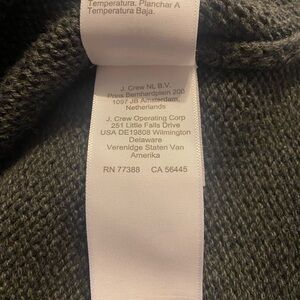 Temperatura. Planchar A
Temperatura Baja.
J. Crew NL B.V.
Prins Bernhardplein 200
1097 JB Amsterdam,
Netherlands
J. Crew Operating Corp
251 Little Falls Drive
USA DE19808 Wilmington
Delaware
Verenidge Staten Van
Amerika
RN 77388 CA 56445